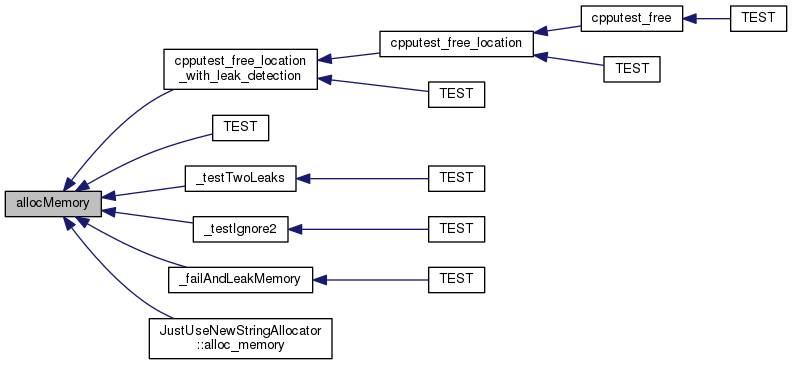 cpputest_free
TEST
cpputest_free_location
cpputest_free_location
_with_leak_detection
TEST
TEST
TEST
_testTwoLeaks
TEST
allocMemory
_testIgnore2
TEST
_failAndLeakMemory
TEST
JustUseNewStringAllocator
::alloc_memory